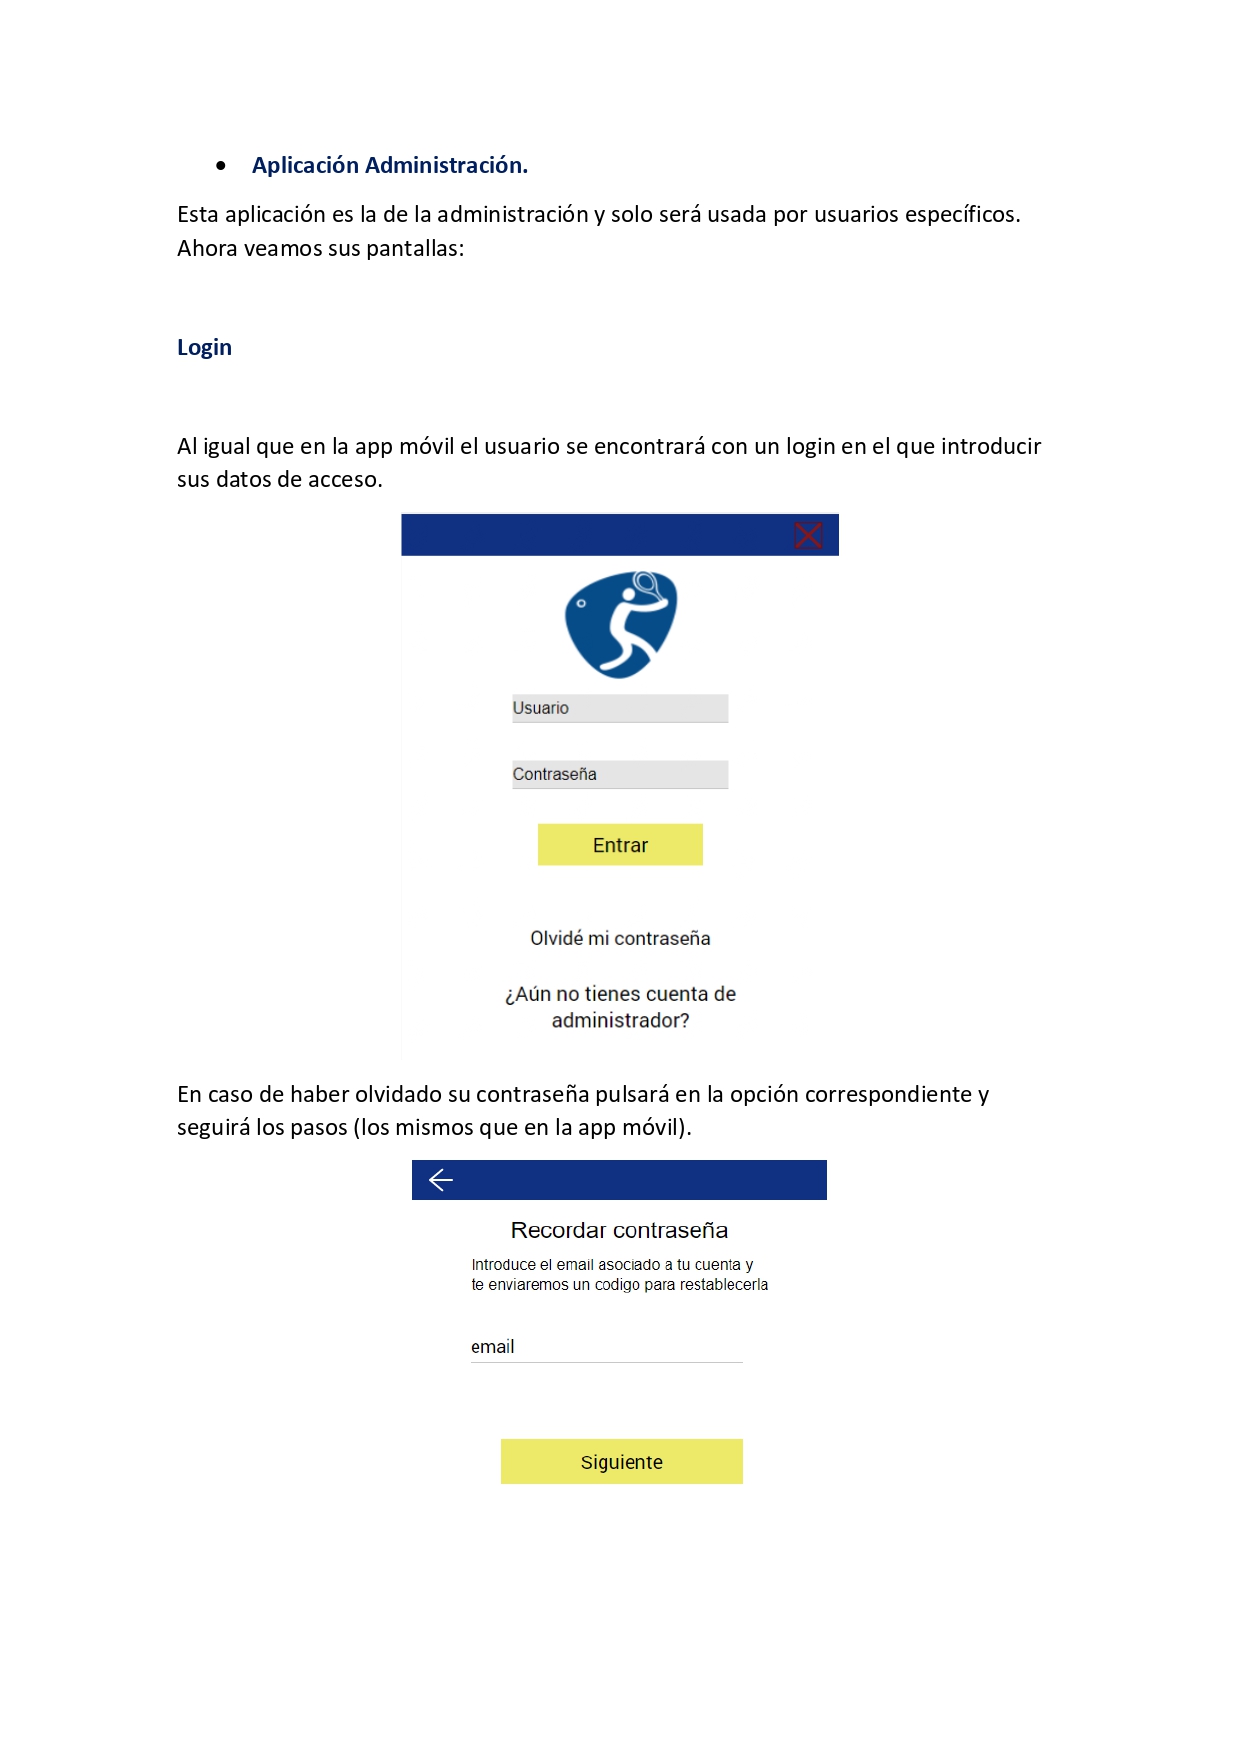 • Aplicación Administración.
Esta aplicación es la de la administración y solo será usada por usuarios específicos.
Ahora veamos sus pantallas:
Login
Al igual que en la app móvil el usuario se encontrará con un login en el que introducir
sus datos de acceso.
Usuario
Contraseña
Entrar
Olvidé mi contraseña
¿Aún no tienes cuenta de
administrador?
En caso de haber olvidado su contraseña pulsará en la opción correspondiente y
seguirá los pasos (los mismos que en la app móvil).
Recordar contraseña
Introduce el email asociado a tu cuenta y
te enviaremos un codigo para restablecerla
email
Siguiente